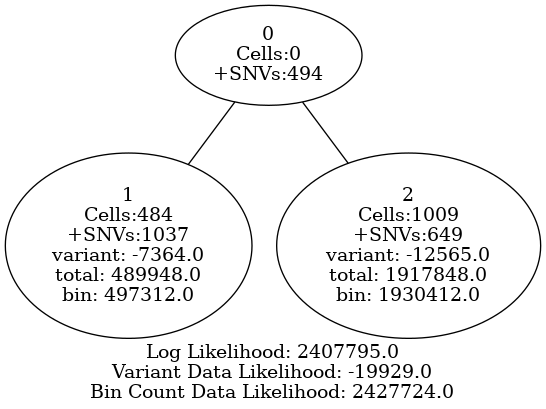 0
Cells:0
+SNVs:494
1
Cells:484
+SNVs:1037
variant: -7364.0
total: 489948.0
bin: 497312.0
2
Cells:1009
+SNVs:649
variant: -12565.0
total: 1917848.0
bin: 1930412.0
Log Likelihood: 2407795.0
Variant Data Likelihood: -19929.0
Bin Count Data Likelihood: 2427724.0